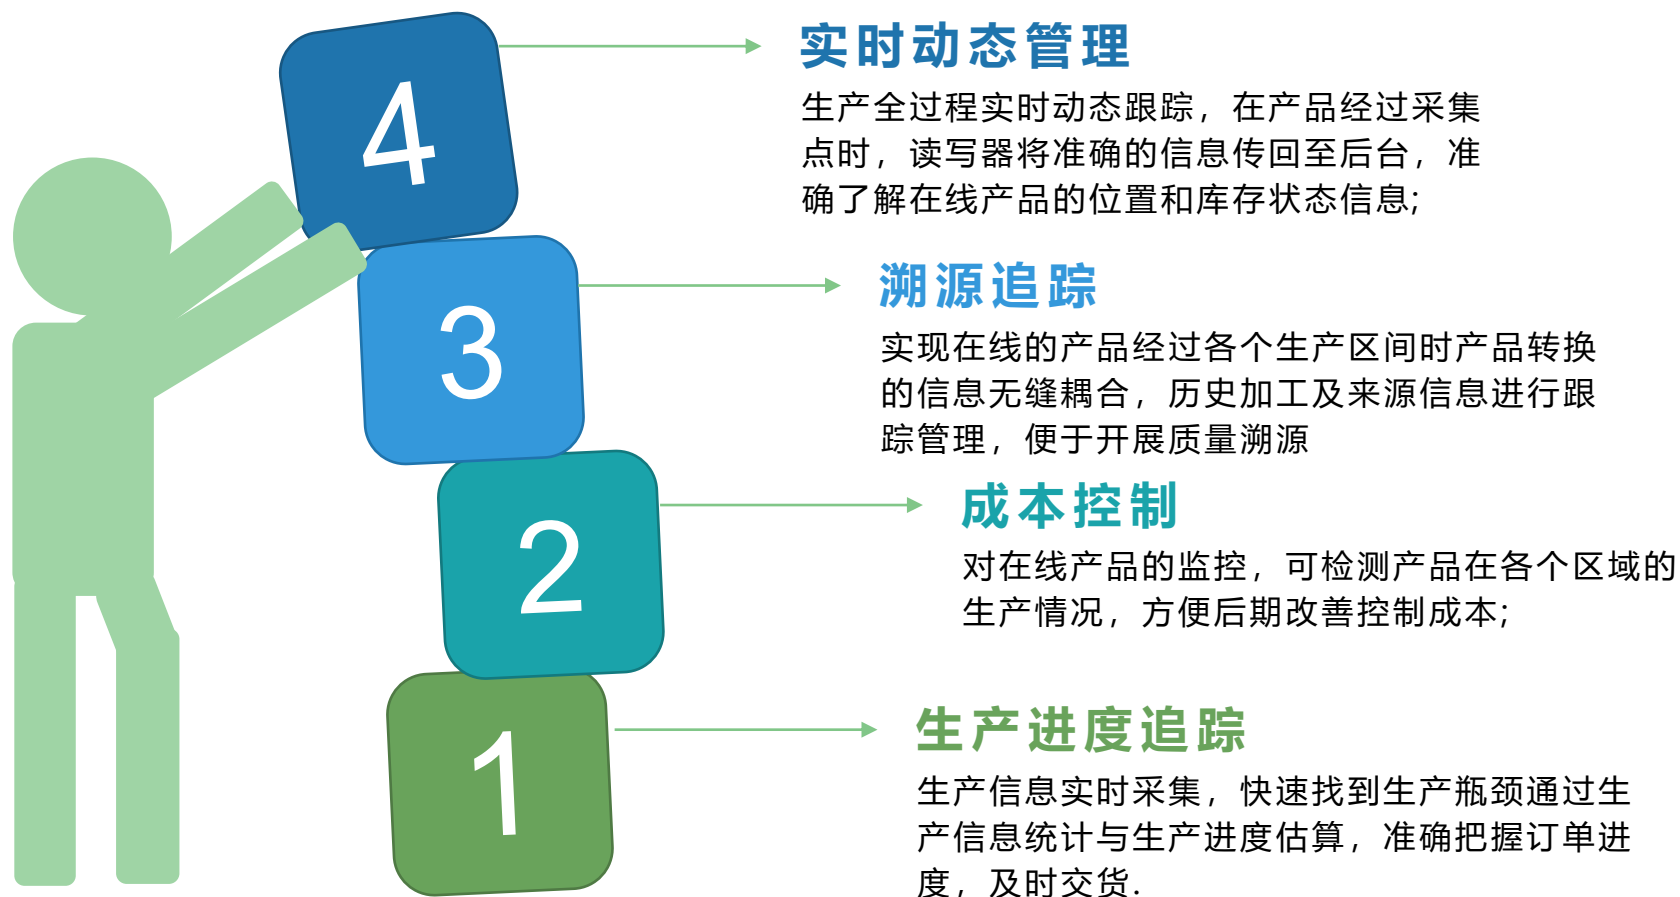 4
实时动态管理
生产全过程实时动态跟踪，在产品经过采集
点时，读写器将准确的信息传回至后台，准
确了解在线产品的位置和库存状态信息;
3
溯源追踪
实现在线的产品经过各个生产区间时产品转换
的信息无缝耦合，历史加工及来源信息进行跟
踪管理，便于开展质量溯源
2
成本控制
对在线产品的监控，可检测产品在各个区域的
生产情况，方便后期改善控制成本;
1
生产进度追踪
生产信息实时采集，快速找到生产瓶颈通过生
产信息统计与生产进度估算，准确把握订单进
度，及时交货.